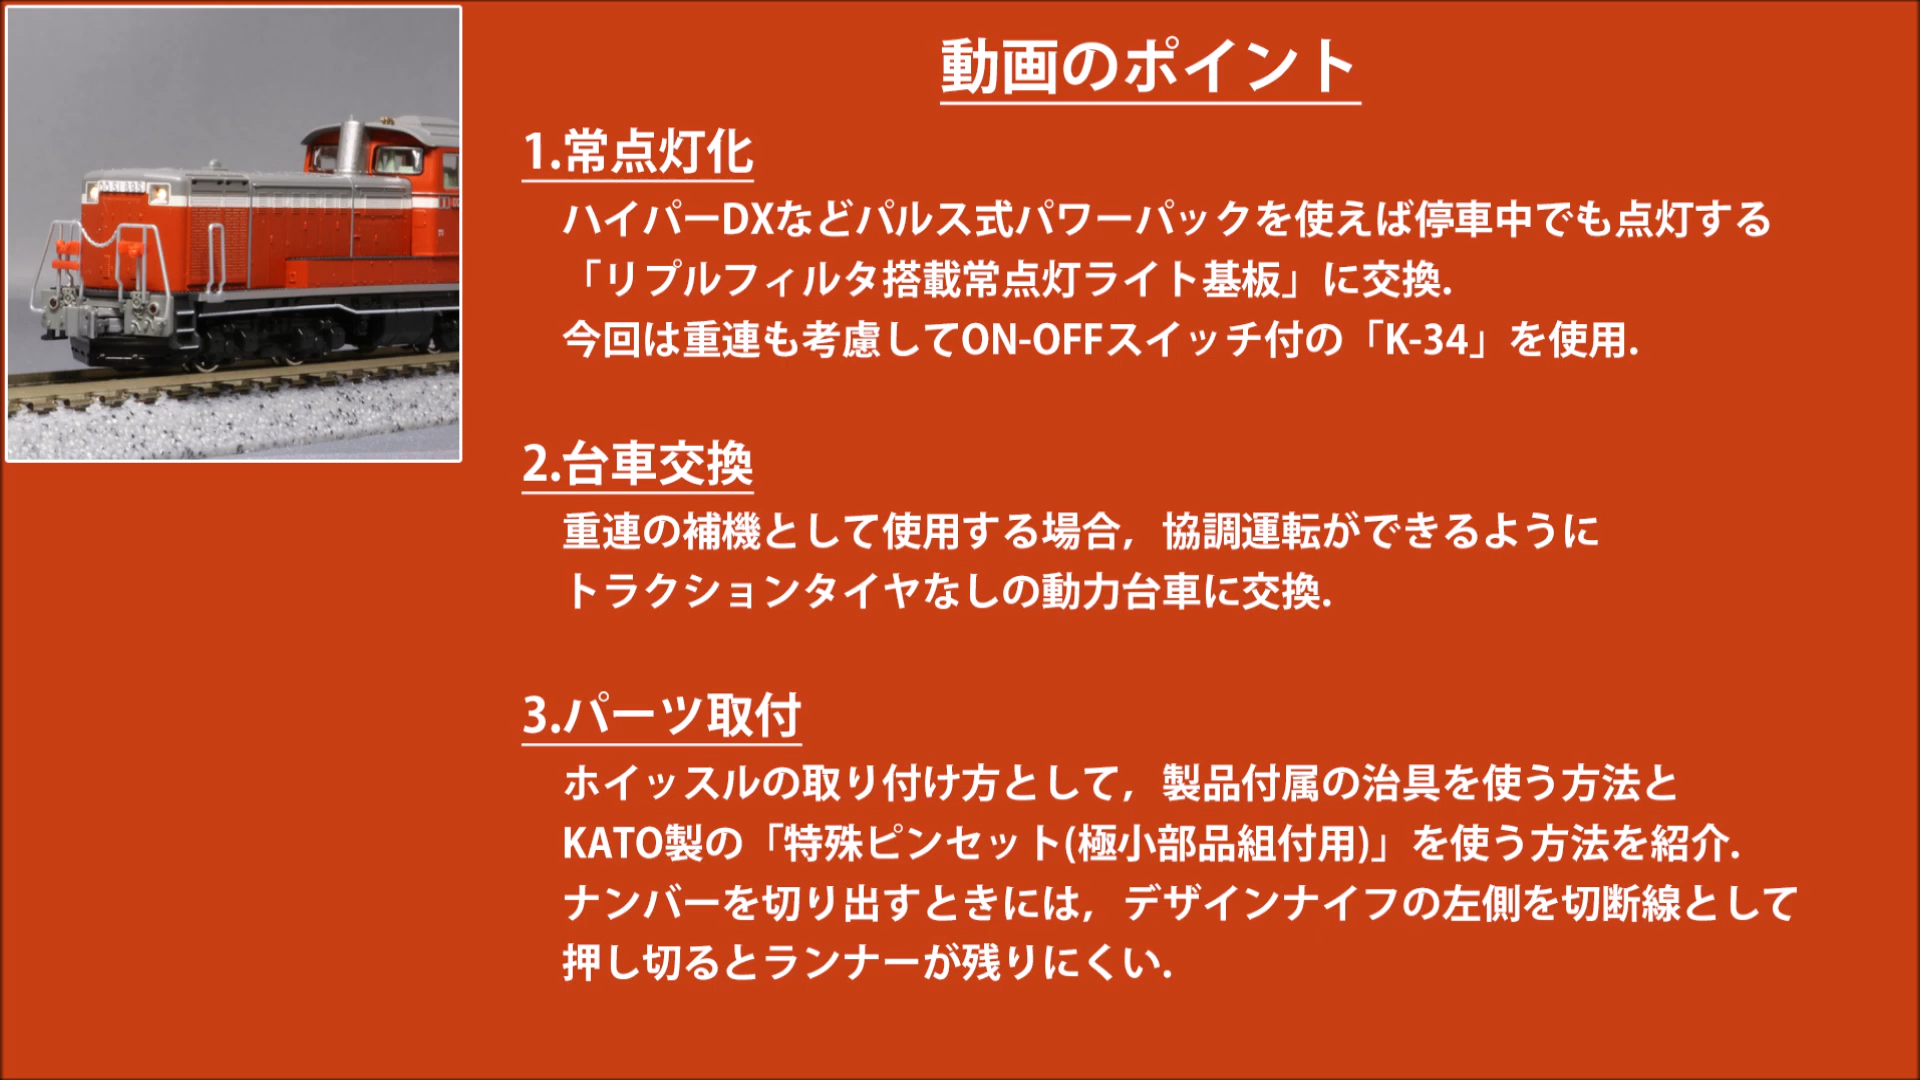 動画のポイント
1.常点灯化
ハイパーDXなどパルス式パワーパックを使えば停車中でも点灯する
「リプルフィルタ搭載常点灯ライト基板」に交換.
今回は重連も考慮してON-OFFスイッチ付の「K-34」を使用.
2.台車交換
重連の補機として使用する場合，協調運転ができるように
トラクションタイヤなしの動力台車に交換.
3.パーツ取付
ホイッスルの取り付け方として，製品付属の治具を使う方法と
KATO製の「特殊ピンセット(極小部品組付用)」を使う方法を紹介.
ナンバーを切り出すときには，デザインナイフの左側を切断線として
押し切るとランナーが残りにくい.